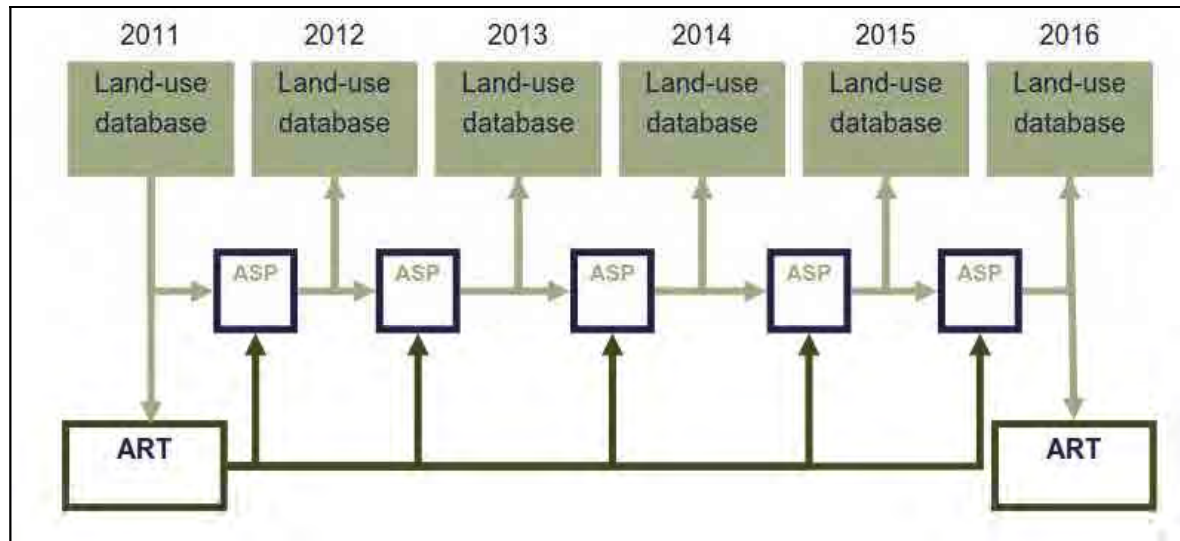 2011 2012 2013 2014 2015 2016
Land-use Land-use Land-use Land-use Land-use Land-use
database database database database database database
ASP ASP ASP ASP ASP
ART ART